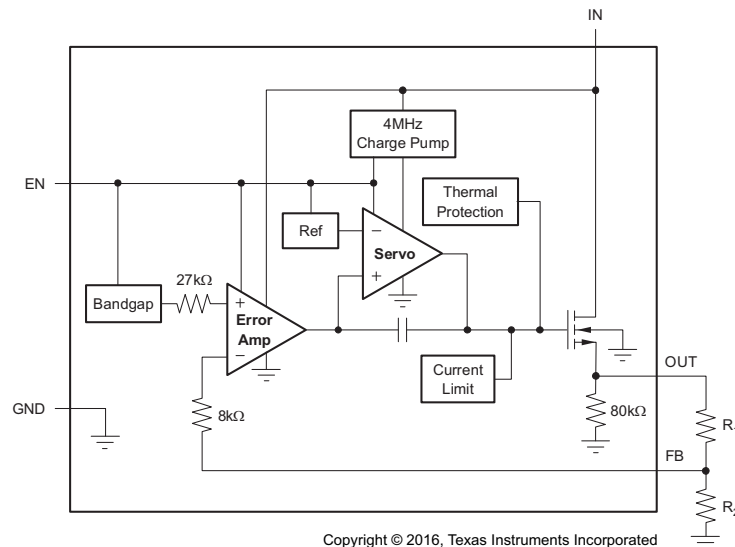 IN
4MHz
Charge Pump
EN
Thermal
Protection
Ref
−
Servo
+
27kΩ
Bandgap
+
Error
Amp
−
Current
Limit
OUT
GND
8kΩ
80kΩ
FB
Copyright © 2016, Texas Instruments Incorporated